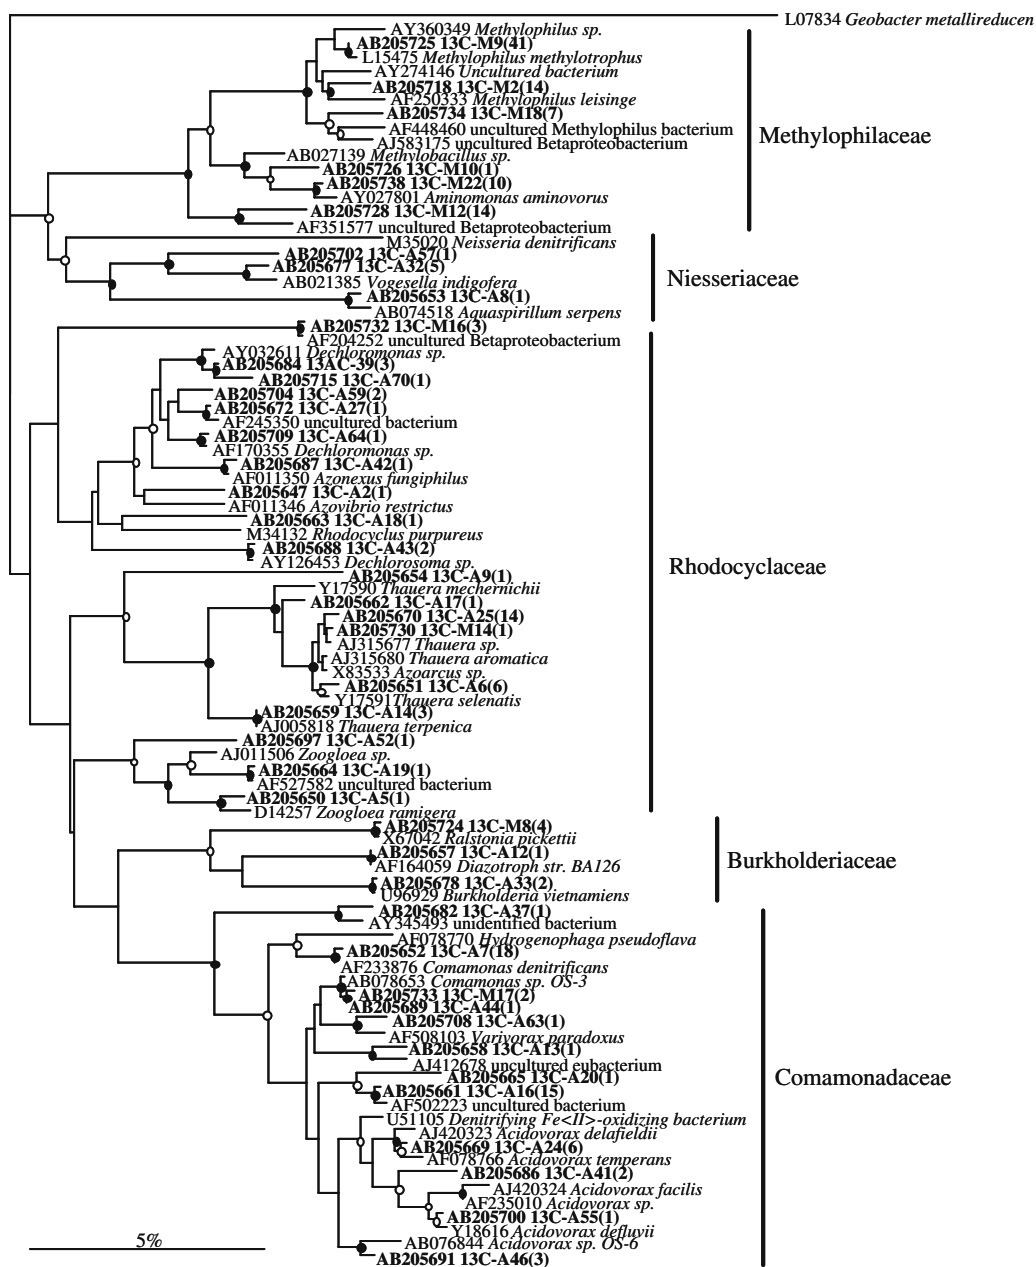 L07834 Geobacter metallireducen
AY360349 Methylophilus sp.
AB205725 13C-M9(41)
L15475 Methylophilus methylotrophus
AY274146 Uncultured bacterium
AB205718 13C-M2(14)
AF250333 Methylophilus leisinge
AB205734 13C-M18(7)
AF448460 uncultured Methylophilus bacterium
AJ583175 uncultured Betaproteobacterium
Methylophilaceae
AB027139 Methylobacillus sp.
AB205726 13C-M10(1)
AB205738 13C-M22(10)
AY027801 Aminomonas aminovorus
AB205728 13C-M12(14)
AF351577 uncultured Betaproteobacterium
M35020 Neisseria denitrificans
AB205702 13C-A57(1)
AB205677 13C-A32(5)
AB021385 Vogesella indigofera
Niesseriaceae
AB205653 13C-A8(1)
AB074518 Aquaspirillum serpens
AB205732 13C-M16(3)
AF204252 uncultured Betaproteobacterium
AY032611 Dechloromonas sp.
AB205684 13AC-39(3)
AB205715 13C-A70(1)
AB205704 13C-A59(2)
AB205672 13C-A27(1)
AF245350 uncultured bacterium
AB205709 13C-A64(1)
AF170355 Dechloromonas sp.
AB205687 13C-A42(1)
AF011350 Azonexus fungiphilus
AB205647 13C-A2(1)
AF011346 Azovibrio restrictus
AB205663 13C-A18(1)
M34132 Rhodocyclus purpureus
AB205688 13C-A43(2)
AY126453 Dechlorosoma sp.
Rhodocyclaceae
AB205654 13C-A9(1)
Y17590 Thauera mechernichii
AB205662 13C-A17(1)
AB205670 13C-A25(14)
AB205730 13C-M14(1)
AJ315677 Thauera sp.
AJ315680 Thauera aromatica
X83533 Azoarcus sp.
AB205651 13C-A6(6)
Y17591Thauera selenatis
AB205659 13C-A14(3)
AJ005818 Thauera terpenica
AB205697 13C-A52(1)
AJ011506 Zoogloea sp.
AB205664 13C-A19(1)
AF527582 uncultured bacterium
AB205650 13C-A5(1)
D14257 Zoogloea ramigera
AB205724 13C-M8(4)
X67042 Ralstonia pickettii
AB205657 13C-A12(1)
Burkholderiaceae
AF164059 Diazotroph str. BA126
AB205678 13C-A33(2)
U96929 Burkholderia vietnamiens
AB205682 13C-A37(1)
AY345493 unidentified bacterium
AF078770 Hydrogenophaga pseudoflava
AB205652 13C-A7(18)
AF233876 Comamonas denitrificans
AB078653 Comamonas sp. OS-3
AB205733 13C-M17(2)
AB205689 13C-A44(1)
AB205708 13C-A63(1)
AF508103 Varivorax paradoxus
AB205658 13C-A13(1)
AJ412678 uncultured eubacterium
AB205665 13C-A20(1)
Comamonadaceae
AB205661 13C-A16(15)
AF502223 uncultured bacterium
U51105 Denitrifying Fe<II>-oxidizing bacterium
AJ420323 Acidovorax delafieldii
AB205669 13C-A24(6)
AF078766 Acidovorax temperans
AB205686 13C-A41(2)
AJ420324 Acidovorax facilis
AF235010 Acidovorax sp.
AB205700 13C-A55(1)
Y18616 Acidovorax defluvii
AB076844 Acidovorax sp. OS-6
AB205691 13C-A46(3)
5%